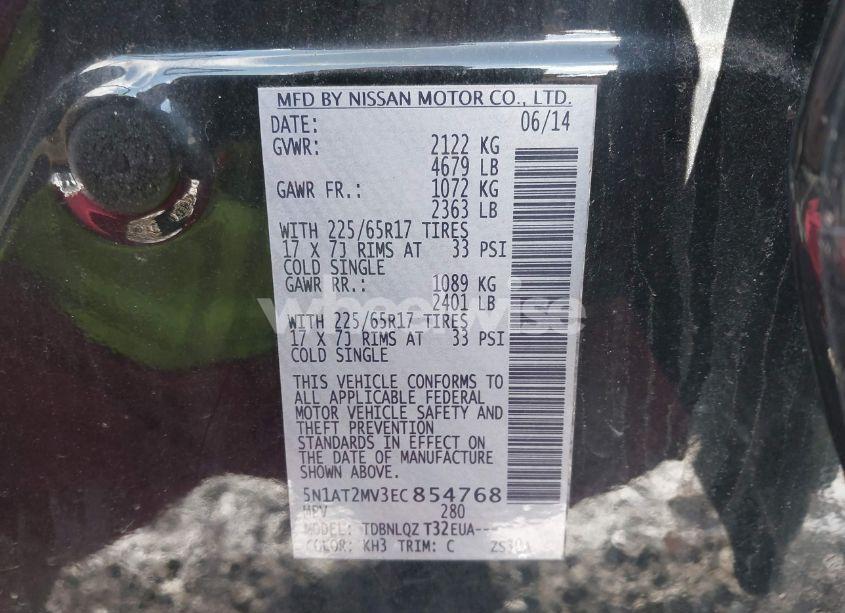 MFD BY NISSAN MOTOR CO., LTD.
DATE: 06/14
GVWR: 2122 KG
4679 LB
GAWR FR.: 1072 KG
2363 LB
WITH 225/65R17 TIRES
17 X 7J RIMS AT 33 PSI
COLD SINGLE
GAWR RR.: 1089 KG
2401 LB
wheelwise
WITH 225/65R17 TIRES
17 X 7J RIMS AT 33 PSI
COLD SINGLE
THIS VEHICLE CONFORMS TO
ALL APPLICABLE FEDERAL
MOTOR VEHICLE SAFETY AND
THEFT PREVENTION
STANDARDS IN EFFECT ON
THE DATE OF MANUFACTURE
SHOWN ABOVE.
5N1AT2MV3EC854768
MPV 280
MODEL: TDBNLQZ T32EUA---
COLOR: KH3 TRIM: C